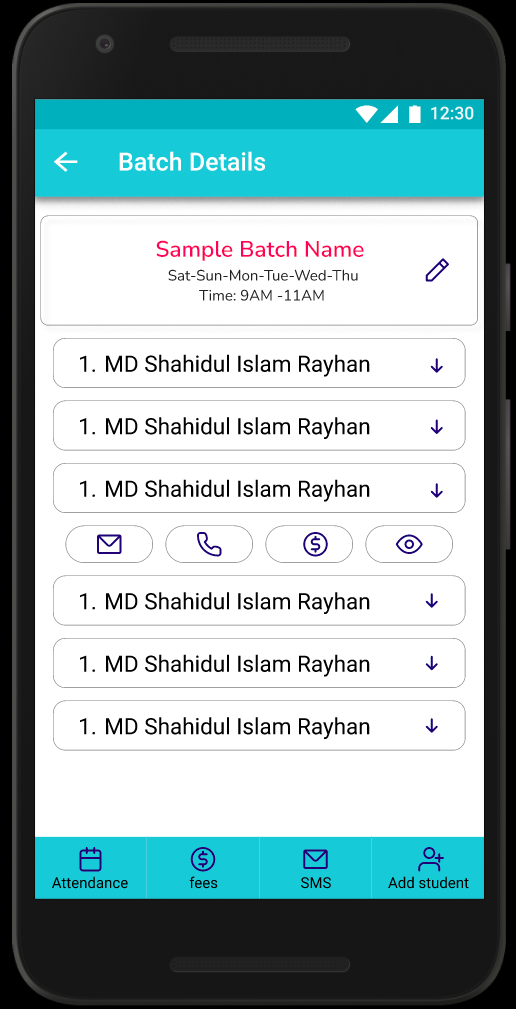 12:30
Batch Details
Sample Batch Name
Sat-Sun-Mon-Tue-Wed-Thu
Time: 9AM -11AM
1. MD Shahidul Islam Rayhan
1. MD Shahidul Islam Rayhan
1. MD Shahidul Islam Rayhan
1. MD Shahidul Islam Rayhan
1. MD Shahidul Islam Rayhan
1. MD Shahidul Islam Rayhan
Attendance fees SMS Add student